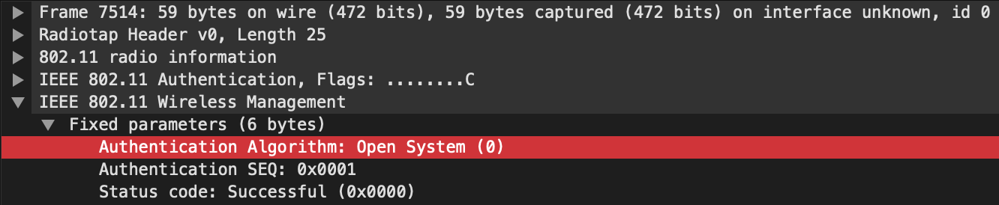 Frame 7514: 59 bytes on wire (472 bits), 59 bytes captured (472 bits) on interface unknown, id 0
Radiotap Header v0, Length 25
802.11 radio information
IEEE 802.11 Authentication, Flags: ........C
IEEE 802.11 Wireless Management
Fixed parameters (6 bytes)
Authentication Algorithm: Open System (0)
Authentication SEQ: 0x0001
Status code: Successful (0x0000)